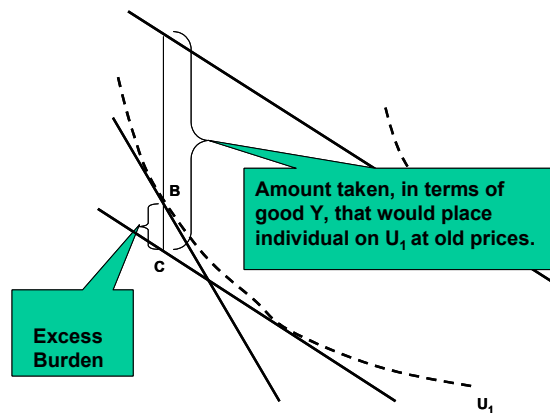 B
Amount taken, in terms of
good Y, that would place
individual on U₁ at old prices.
C
Excess
Burden
U₁